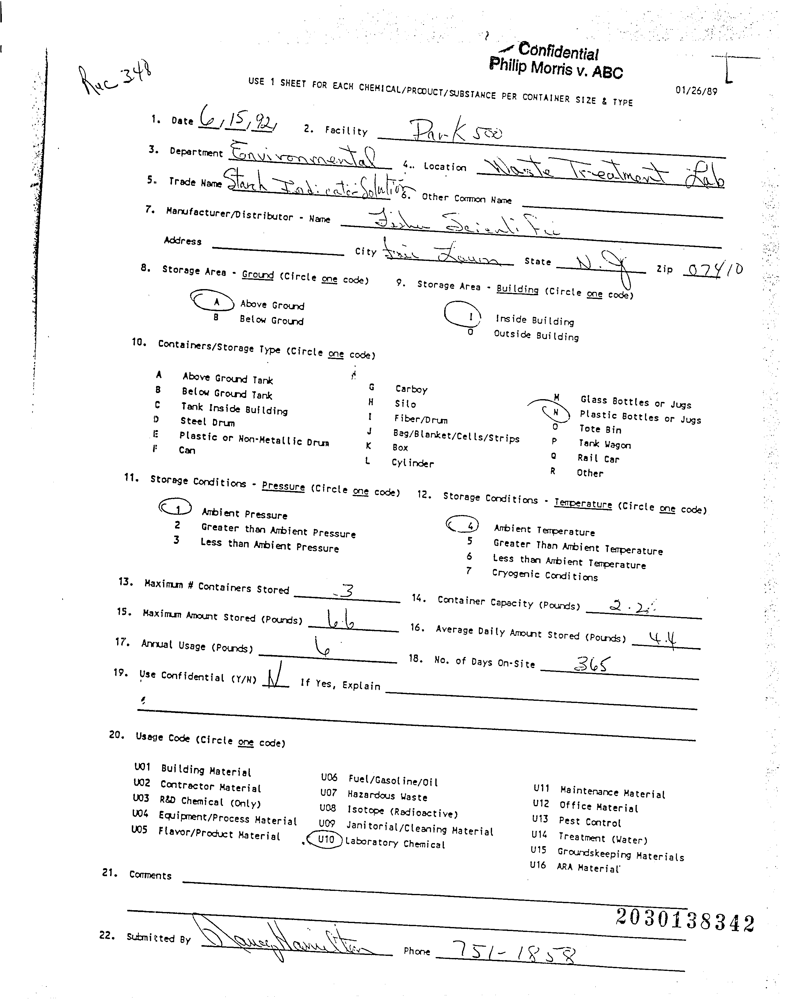 Confidential
Philip Morris v. ABC
Rec 348
USE 1 SHEET FOR EACH CHEMICAL/PRODUCT/SUBSTANCE PER CONTAINER SIZE & TYPE
01/26/89
1. Date 6/15/92 2. Facility Park 500
3. Department Environmental 4.. Location Waste Treatment Lab
5. Trade Name Starch Indicator Solution 6. Other Common Name
7. Manufacturer/Distributor - Name Fisher Scientific
Address City Fair Lawn State N.J Zip 07410
8. Storage Area - Ground (Circle one code) 9. Storage Area - Building (Circle one code)
A Above Ground I Inside Building
B Below Ground O Outside Building
10. Containers/Storage Type (Circle one code)
A Above Ground Tank G Carboy M Glass Bottles or Jugs
B Below Ground Tank H Silo N Plastic Bottles or Jugs
C Tank Inside Building I Fiber/Drum O Tote Bin
D Steel Drum J Bag/Blanket/Cells/Strips P Tank Wagon
E Plastic or Non-Metallic Drum K Box Q Rail Car
F Can L Cylinder R Other
11. Storage Conditions - Pressure (Circle one code) 12. Storage Conditions - Temperature (Circle one code)
1 Ambient Pressure 4 Ambient Temperature
2 Greater than Ambient Pressure 5 Greater Than Ambient Temperature
3 Less than Ambient Pressure 6 Less than Ambient Temperature
7 Cryogenic Conditions
13. Maximum # Containers Stored 3 14. Container Capacity (Pounds) 2.2
15. Maximum Amount Stored (Pounds) 6.6 16. Average Daily Amount Stored (Pounds) 4.4
17. Annual Usage (Pounds) 6 18. No. of Days On-Site 365
19. Use Confidential (Y/N) N If Yes, Explain
20. Usage Code (Circle one code)
U01 Building Material U06 Fuel/Gasoline/Oil U11 Maintenance Material
U02 Contractor Material U07 Hazardous Waste U12 Office Material
U03 R&D Chemical (Only) U08 Isotope (Radioactive) U13 Pest Control
U04 Equipment/Process Material U09 Janitorial/Cleaning Material U14 Treatment (Water)
U05 Flavor/Product Material U10 Laboratory Chemical U15 Groundskeeping Materials
U16 ARA Material
21. Comments
2030138342
22. Submitted By Nancy Hamilton Phone 751-1858